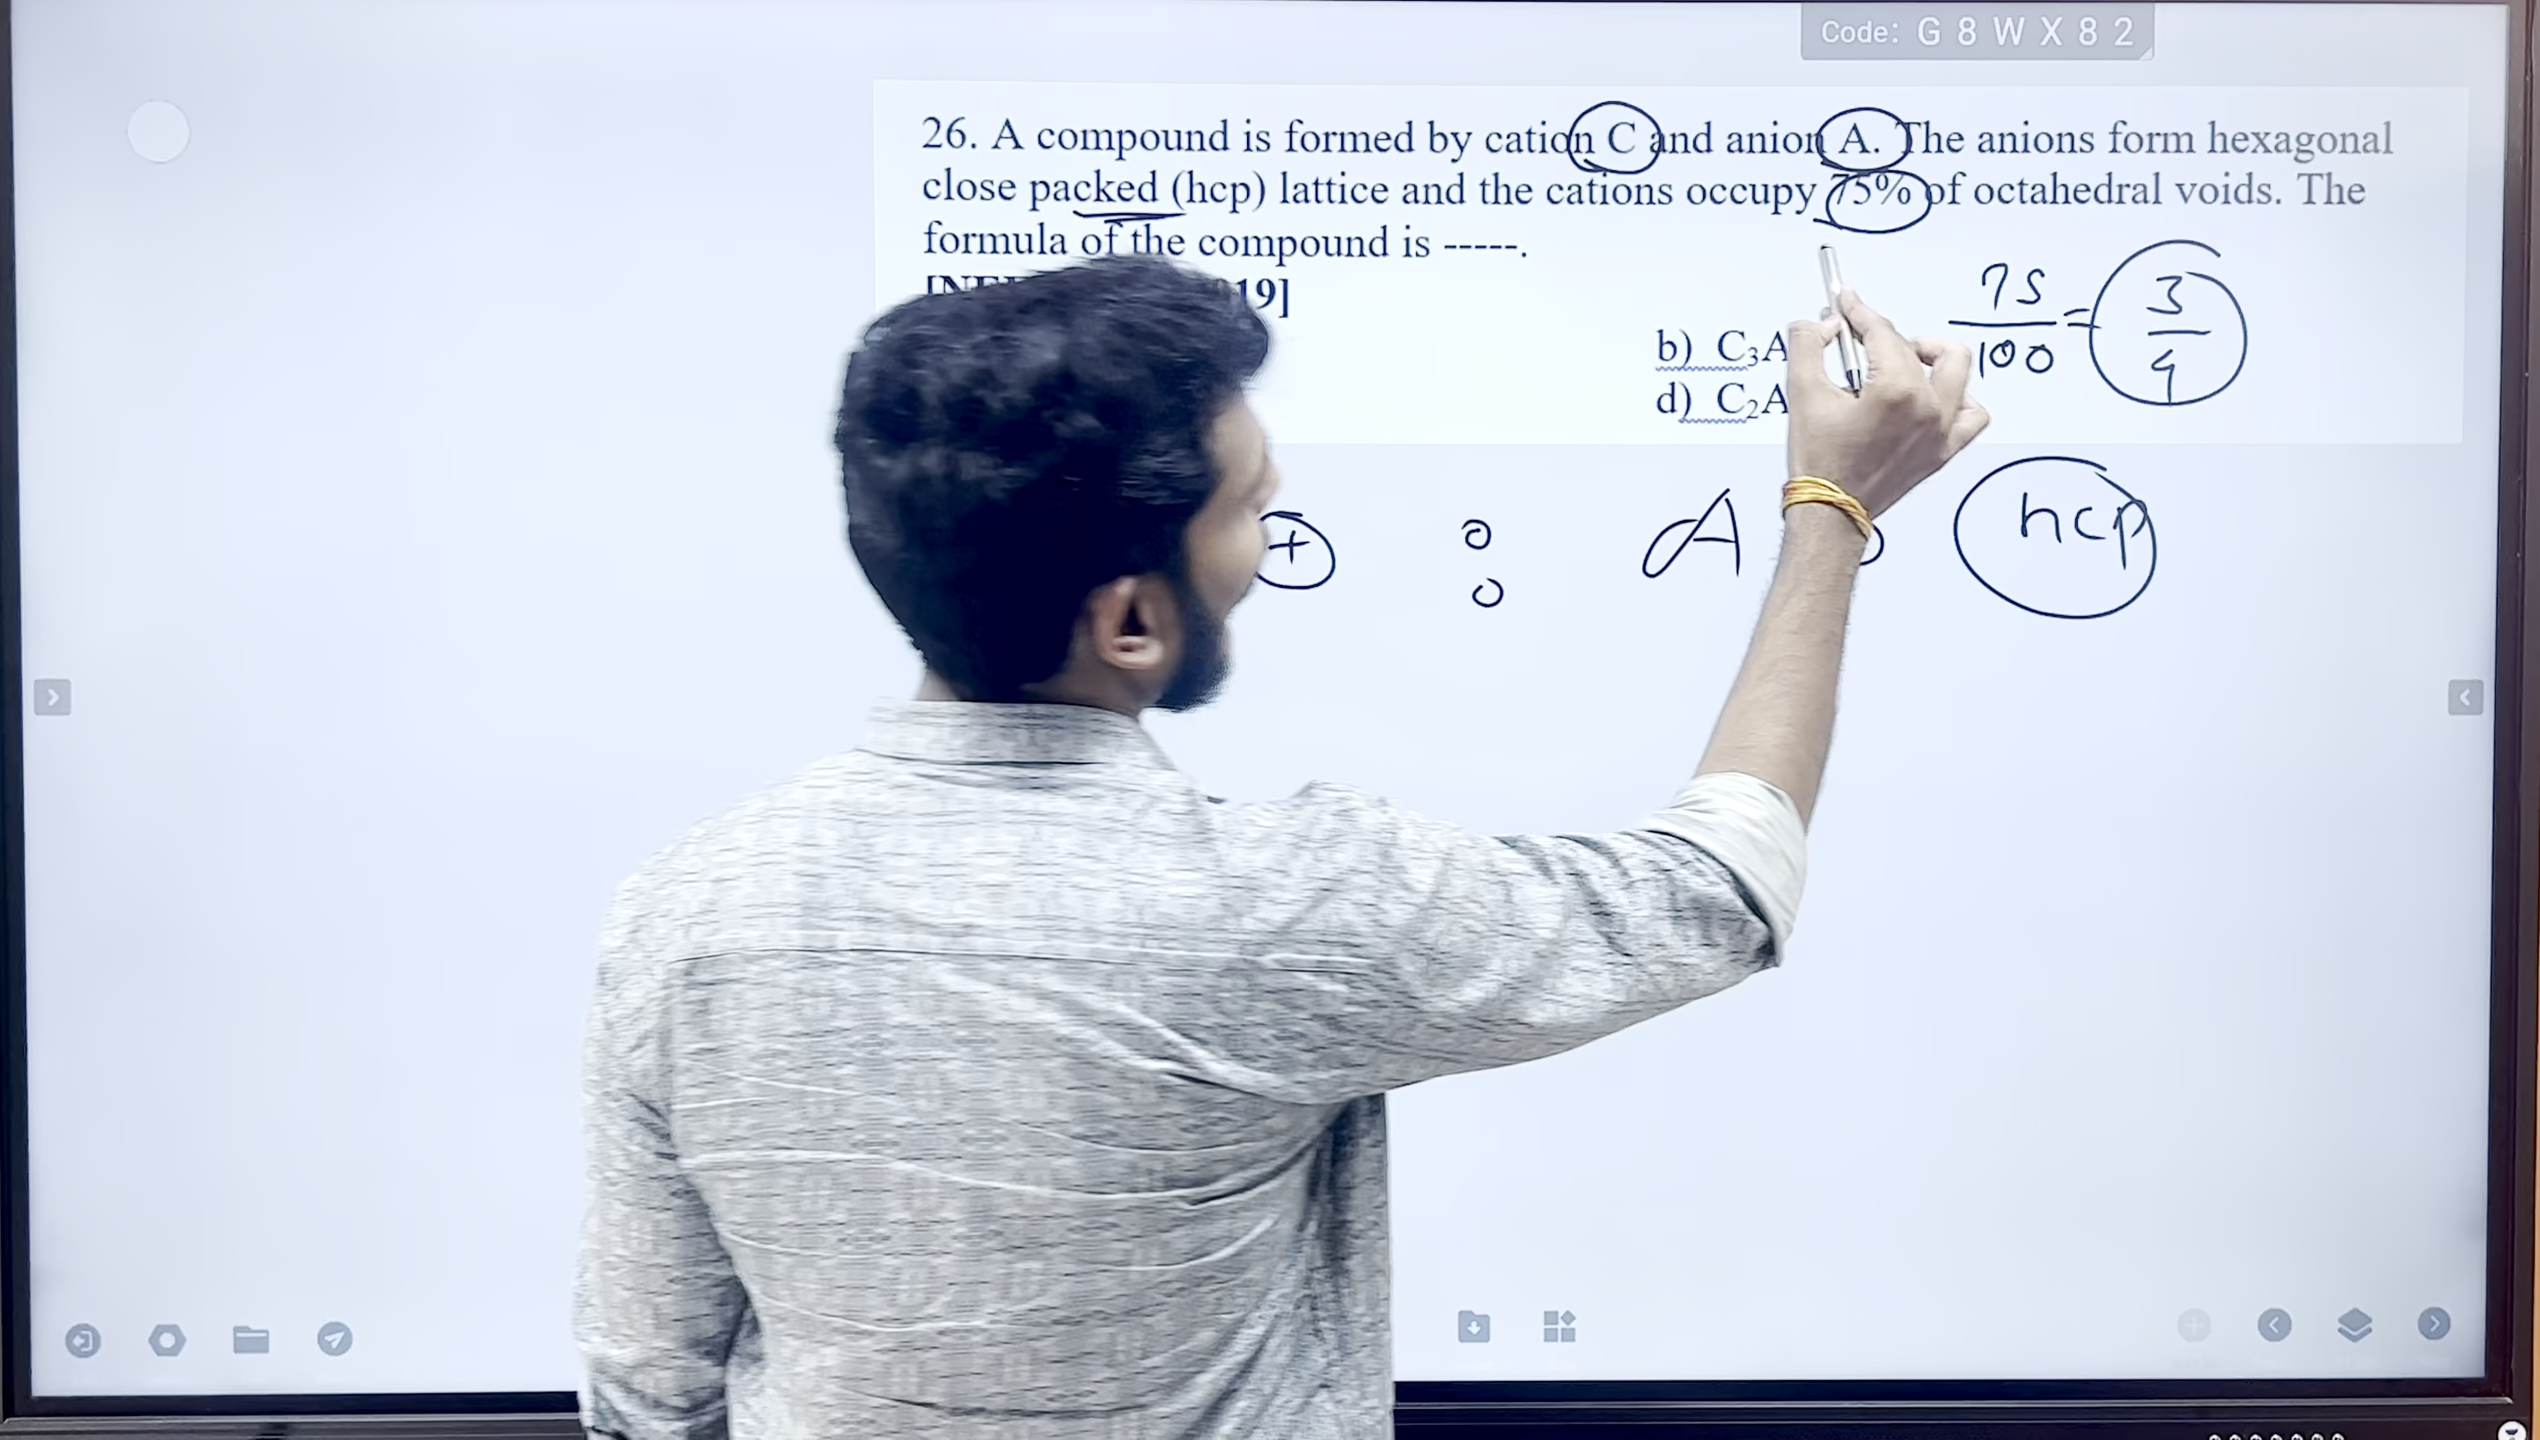 Code: G 8 W X 8 2
26. A compound is formed by cation C and anion A. The anions form hexagonal
close packed (hcp) lattice and the cations occupy 75% of octahedral voids. The
formula of the compound is -----.
19]
b) C₃A
d) C₂A
75/100 = 3/4
+ : A hcp